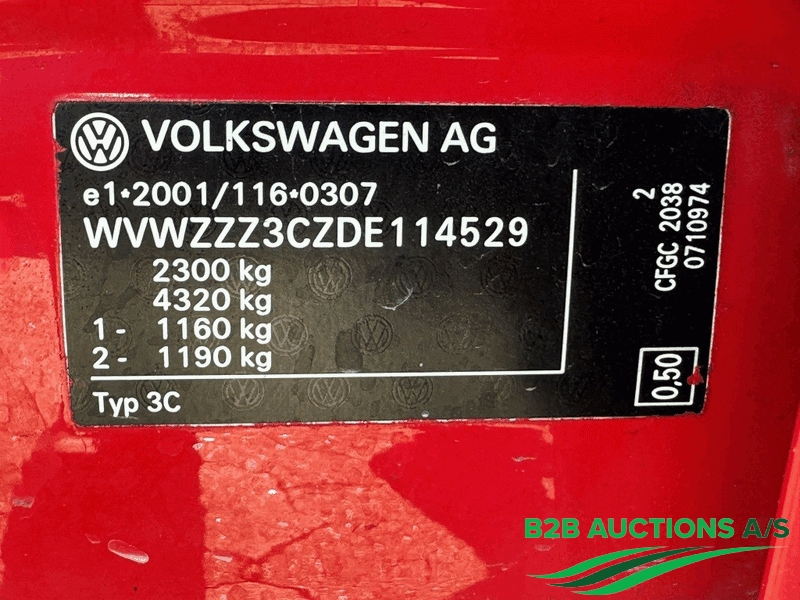 VOLKSWAGEN AG
e1*2001/116*0307
WVWZZZ3CZDE114529
2300 kg
4320 kg
1- 1160 kg
2- 1190 kg
Typ 3C
2
CFGC 2038
0710974
0,50
B2B AUCTIONS A/S